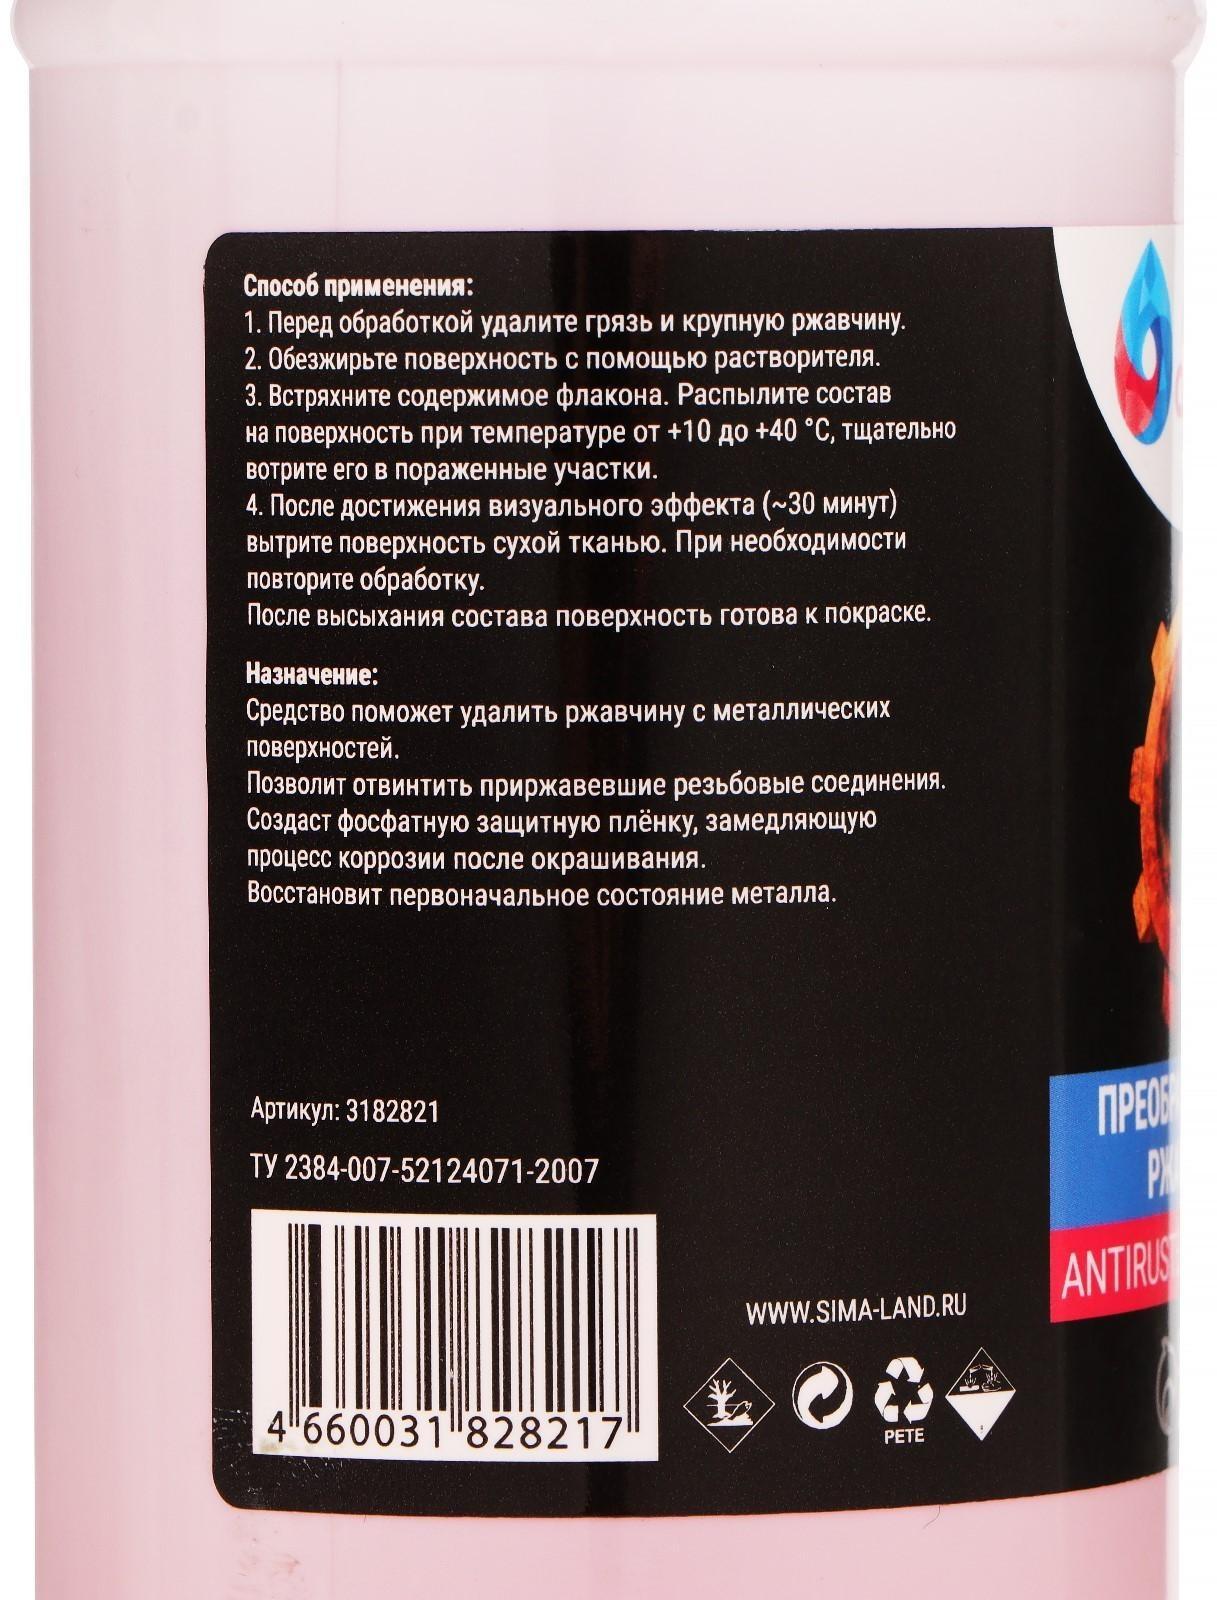 Способ применения:
1. Перед обработкой удалите грязь и крупную ржавчину.
2. Обезжирьте поверхность с помощью растворителя.
3. Встряхните содержимое флакона. Распылите состав
на поверхность при температуре от +10 до +40 °C, тщательно
вотрите его в пораженные участки.
4. После достижения визуального эффекта (~30 минут)
вытрите поверхность сухой тканью. При необходимости
повторите обработку.
После высыхания состава поверхность готова к покраске.
Назначение:
Средство поможет удалить ржавчину с металлических
поверхностей.
Позволит отвинтить приржавевшие резьбовые соединения.
Создаст фосфатную защитную плёнку, замедляющую
процесс коррозии после окрашивания.
Восстановит первоначальное состояние металла.
Артикул: 3182821
ТУ 2384-007-52124071-2007
4 660031 828217
WWW.SIMA-LAND.RU
PETE
8
ПРЕОБР
РЖ
ANTIRUST